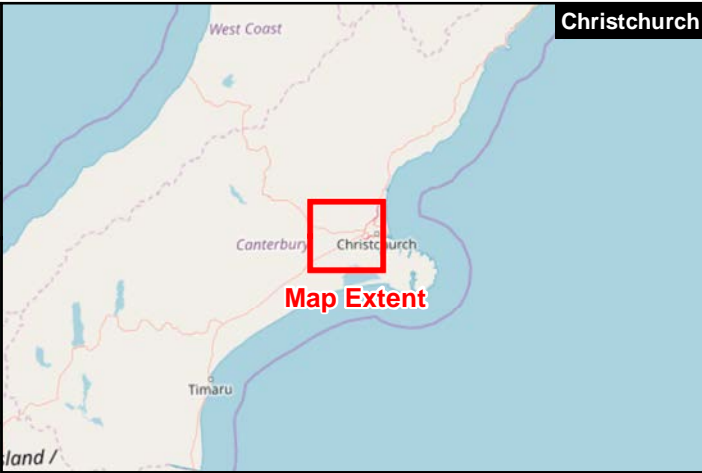 Christchurch
West Coast
Canterbury
Christchurch
Map Extent
Timaru
sland /